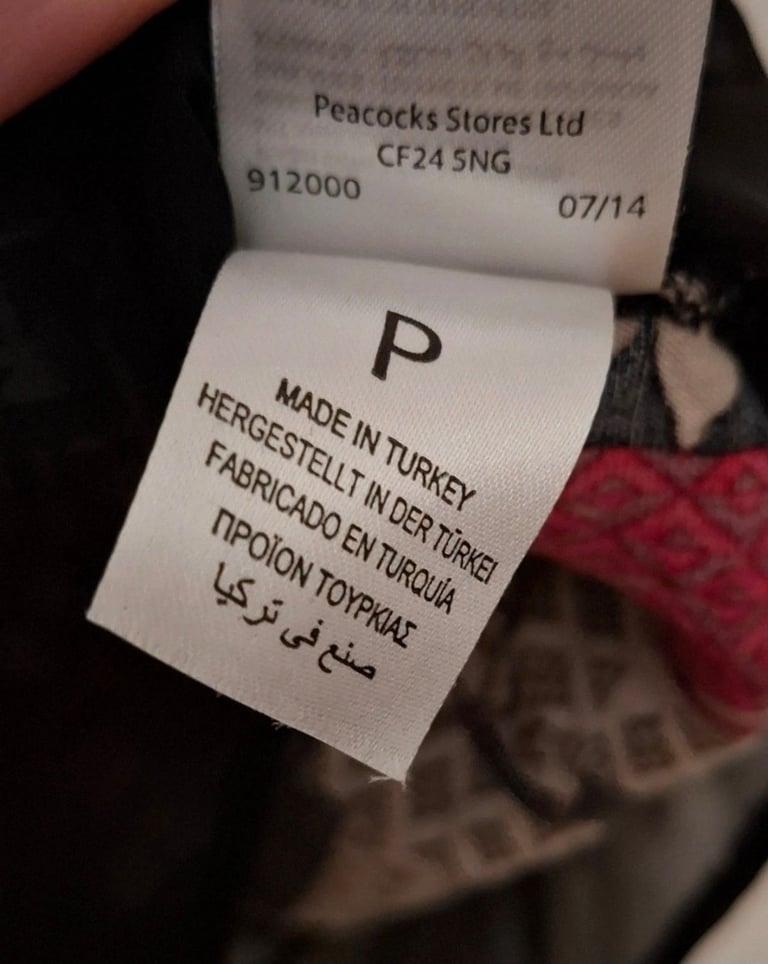 Peacocks Stores Ltd
CF24 5NG
912000
07/14
P
MADE IN TURKEY
HERGESTELLT IN DER TÜRKEI
FABRICADO EN TURQUÍA
ΠΡΟΪΟΝ ΤΟΥΡΚΙΑΣ
صنع فى تركيا